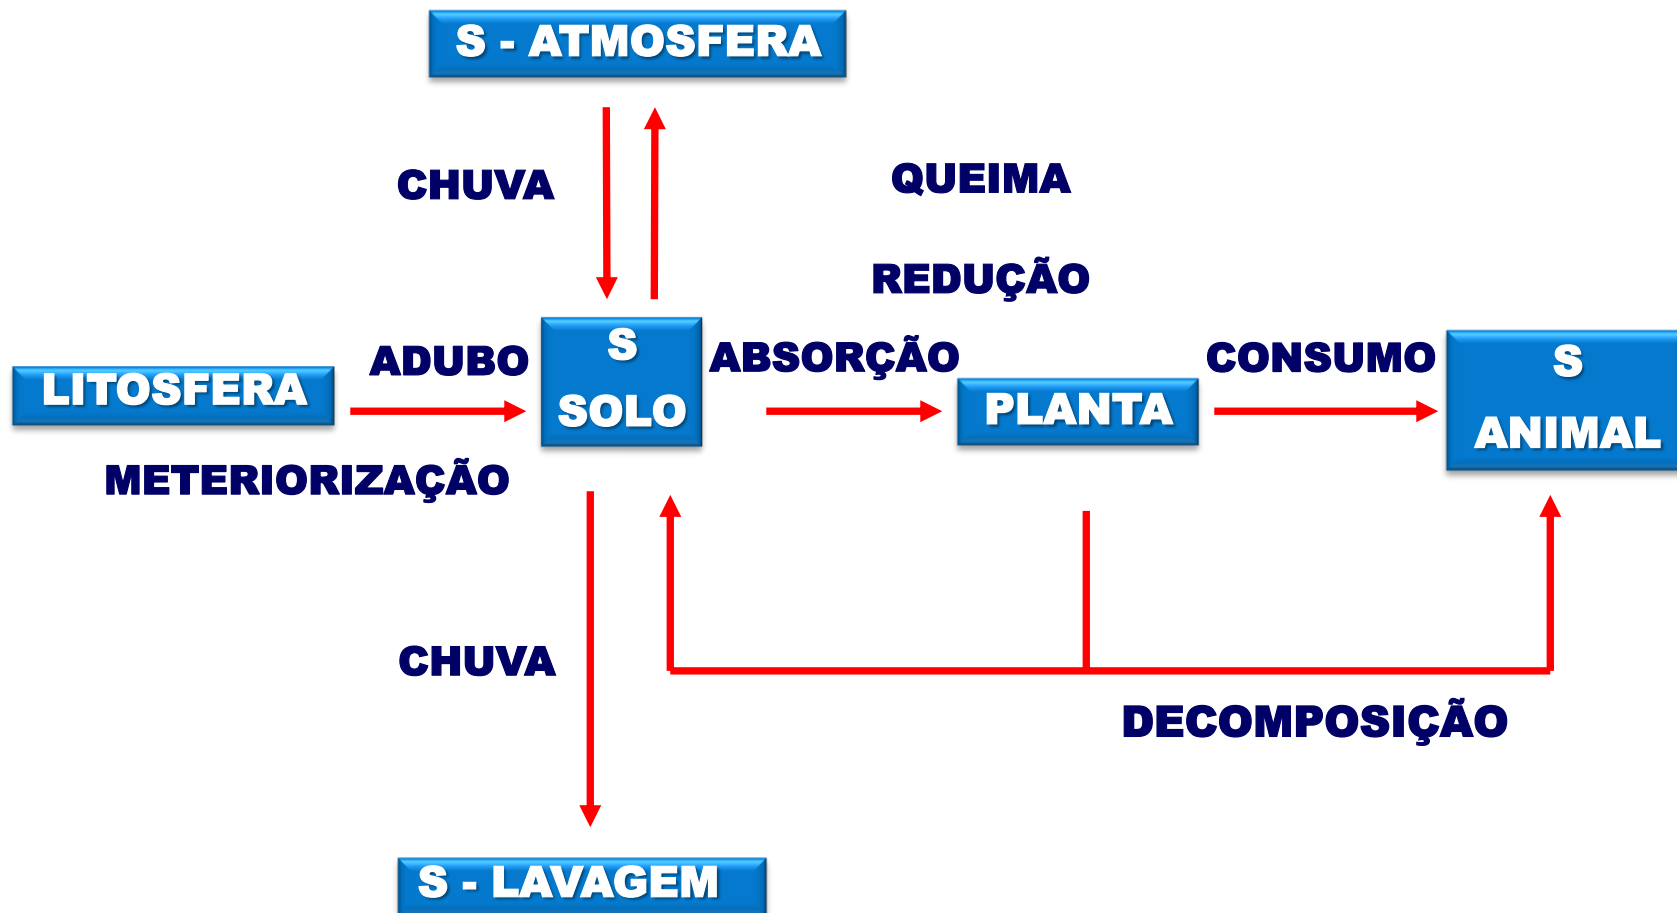 S - ATMOSFERA
CHUVA
QUEIMA
REDUÇÃO
LITOSFERA
ADUBO
S
SOLO
ABSORÇÃO
PLANTA
CONSUMO
S
ANIMAL
METERIORIZAÇÃO
CHUVA
DECOMPOSIÇÃO
S - LAVAGEM